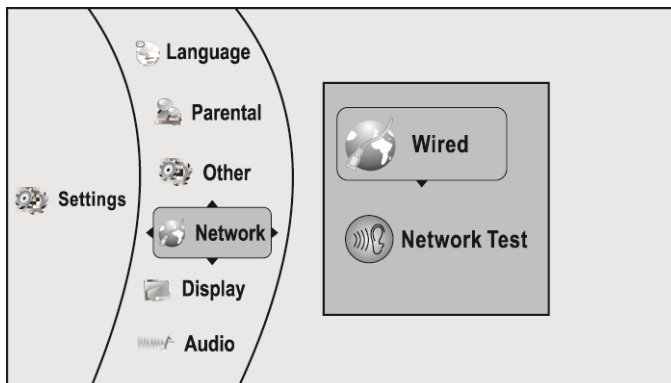 Settings
Language
Parental
Other
Network
Display
Audio
Wired
Network Test